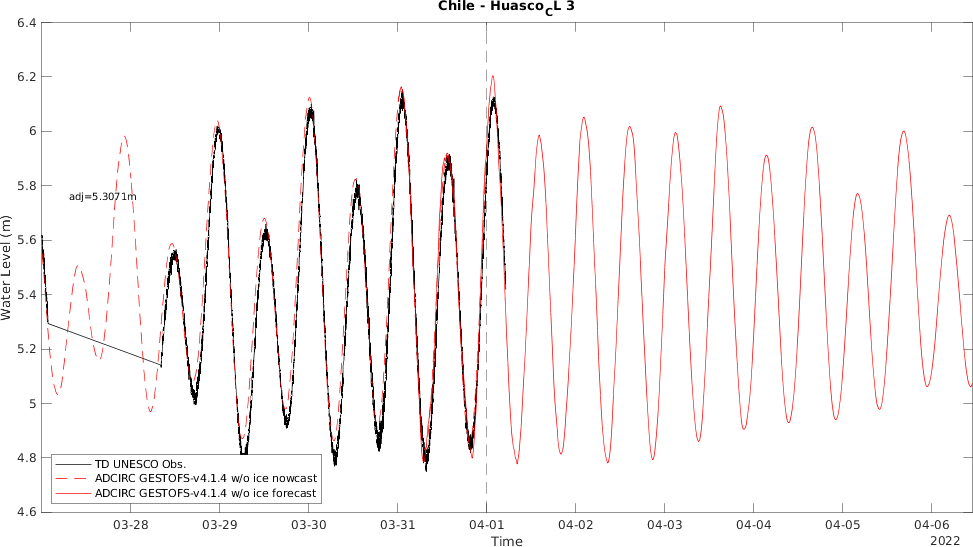 Chile - Huasco_CL 3
6.4
6.2
6
5.8
5.6
5.4
5.2
5
4.8
4.6
Water Level (m)
adj=5.3071m
TD UNESCO Obs.
ADCIRC GESTOFS-v4.1.4 w/o ice nowcast
ADCIRC GESTOFS-v4.1.4 w/o ice forecast
03-28 03-29 03-30 03-31 04-01 04-02 04-03 04-04 04-05 04-06
Time
2022